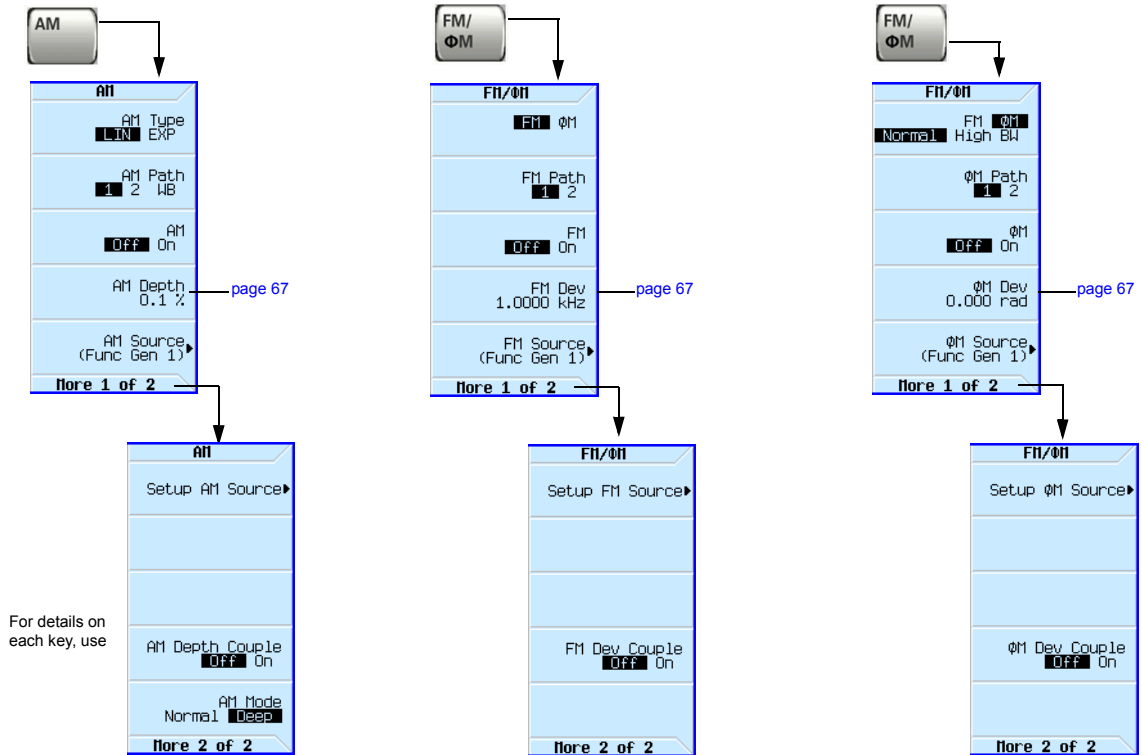 AM
AM
AM Type
LIN EXP
AM Path
1 2 WB
AM
Off On
AM Depth
0.1 %
page 67
AM Source
(Func Gen 1)
More 1 of 2
AM
Setup AM Source
For details on
each key, use
AM Depth Couple
Off On
AM Mode
Normal Deep
More 2 of 2
FM/
ΦM
FM/ΦM
FM ΦM
FM Path
1 2
FM
Off On
FM Dev
1.0000 kHz
page 67
FM Source
(Func Gen 1)
More 1 of 2
FM/ΦM
Setup FM Source
FM Dev Couple
Off On
More 2 of 2
FM/
ΦM
FM/ΦM
FM ΦM
Normal High BW
ΦM Path
1 2
ΦM
Off On
ΦM Dev
0.000 rad
page 67
ΦM Source
(Func Gen 1)
More 1 of 2
FM/ΦM
Setup ΦM Source
ΦM Dev Couple
Off On
More 2 of 2